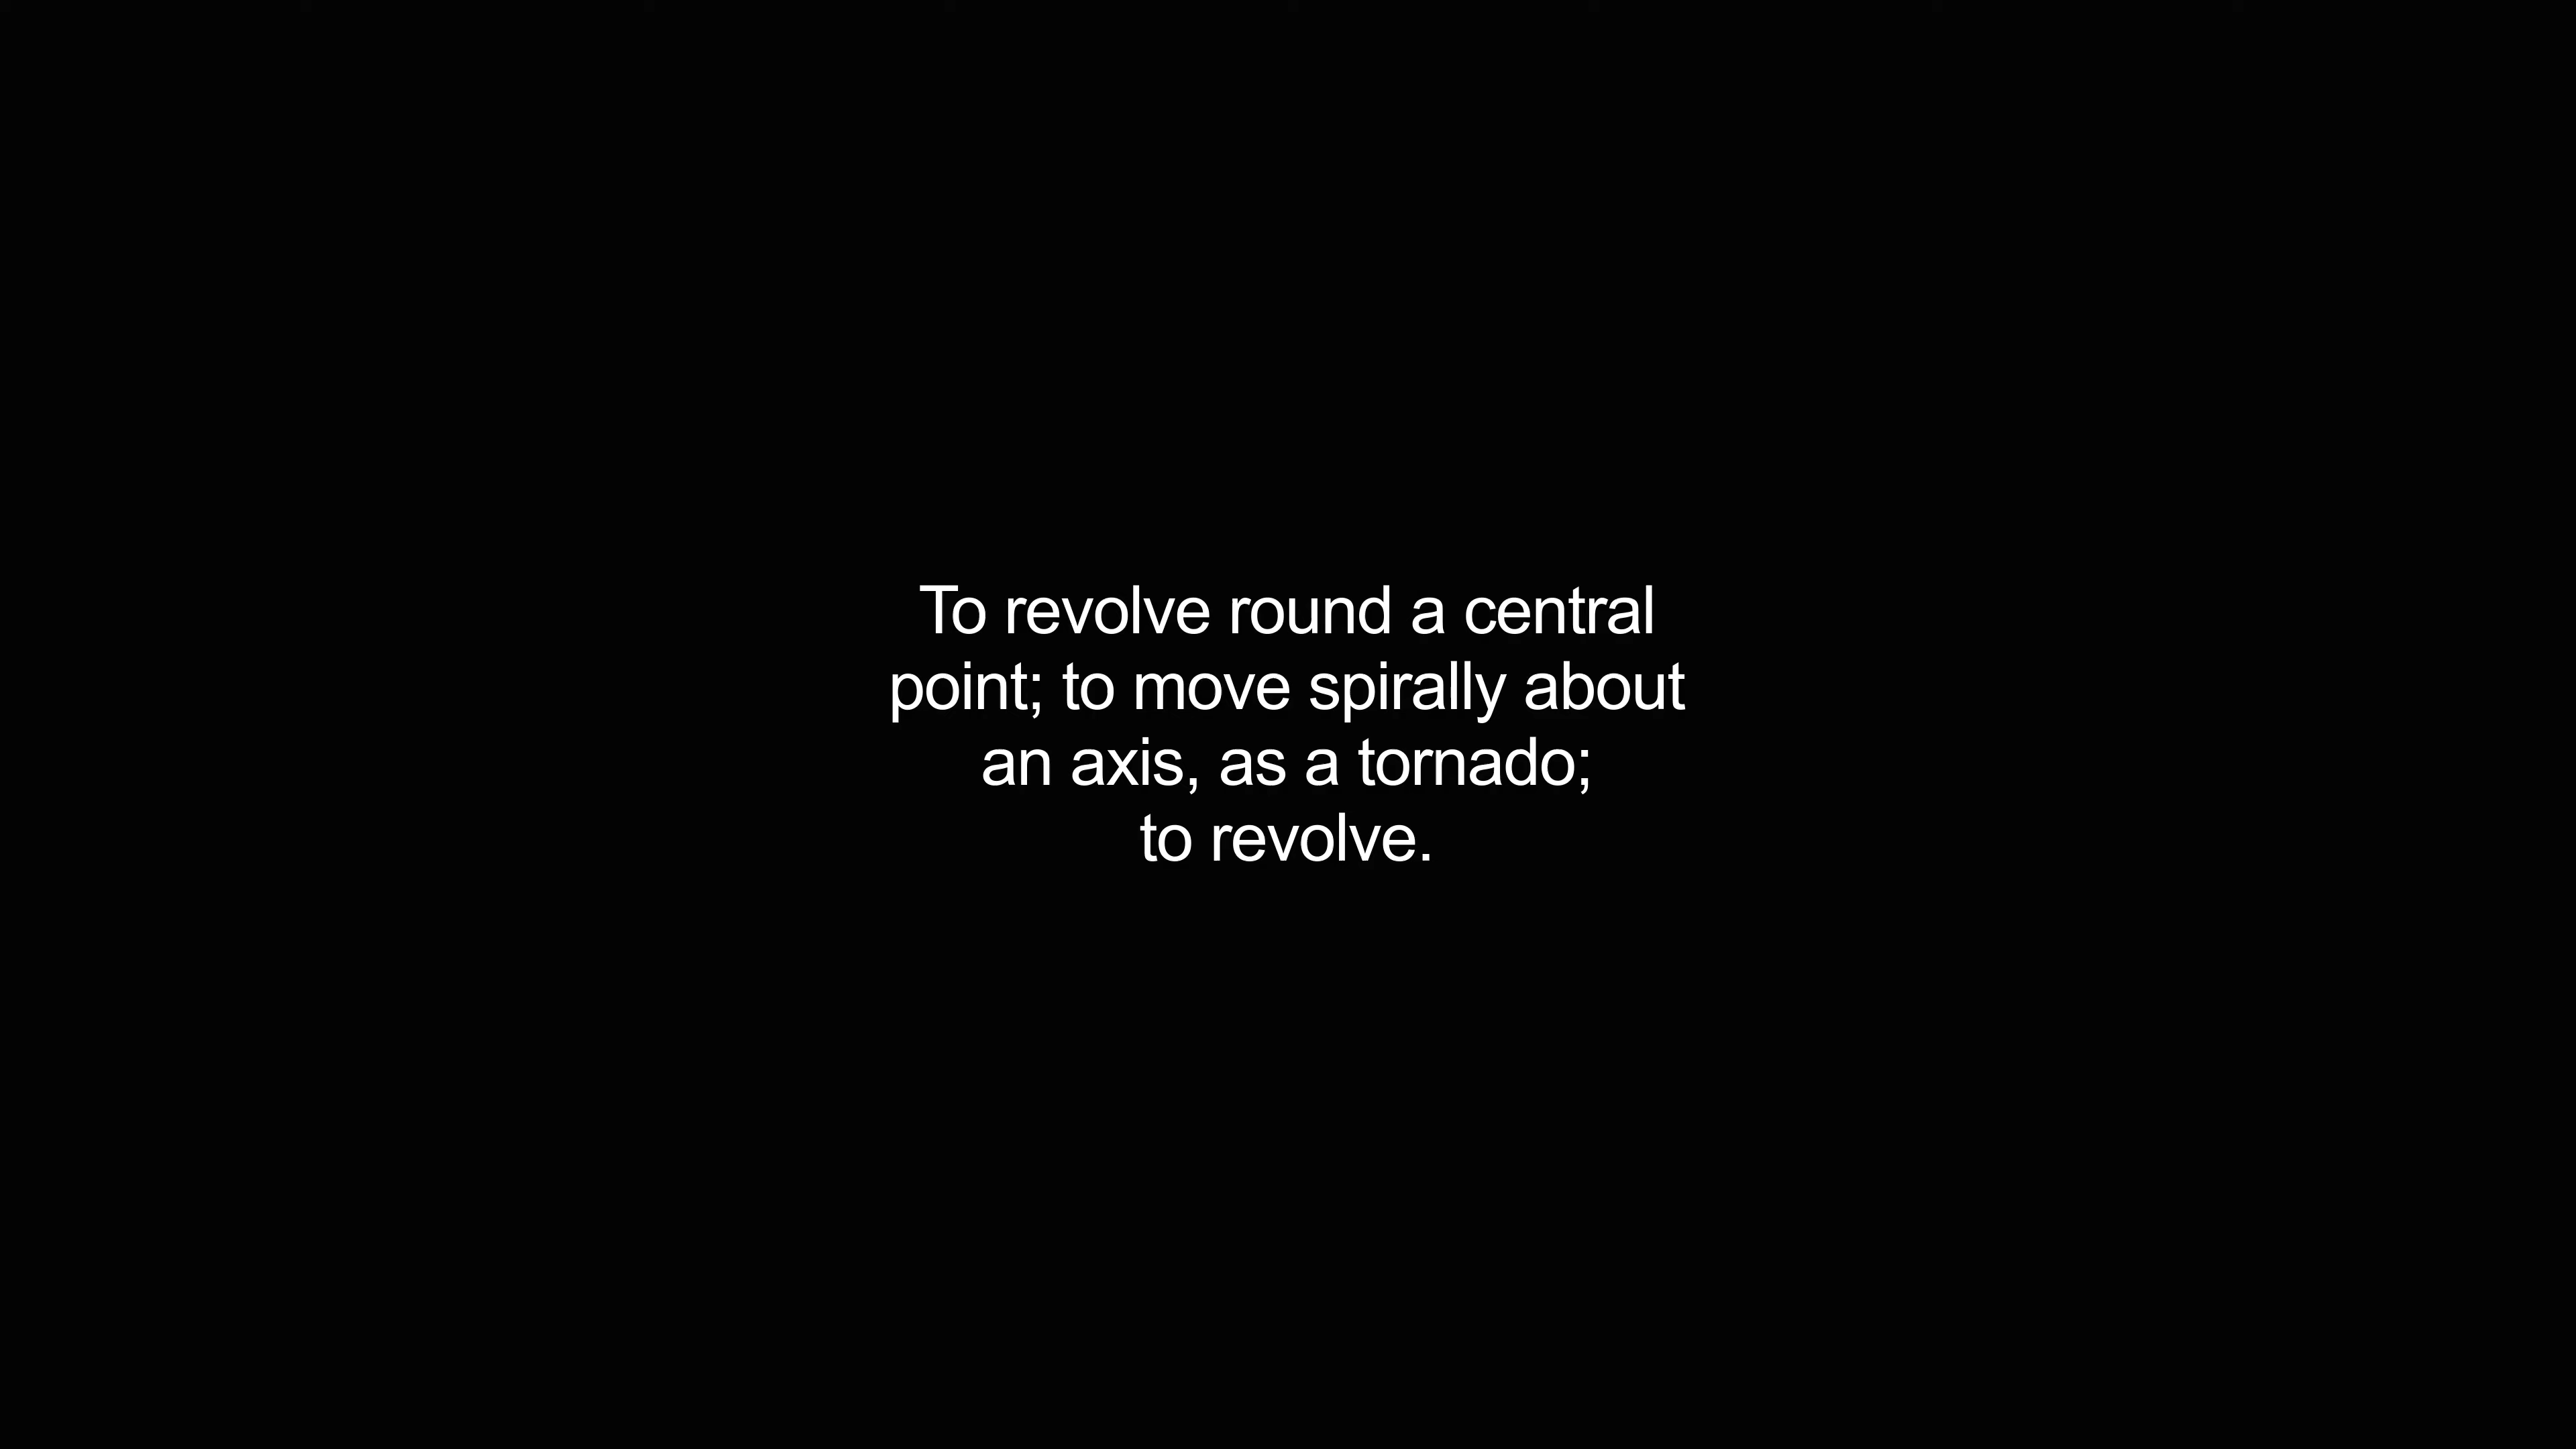 To revolve round a central
point; to move spirally about
an axis, as a tornado;
to revolve.